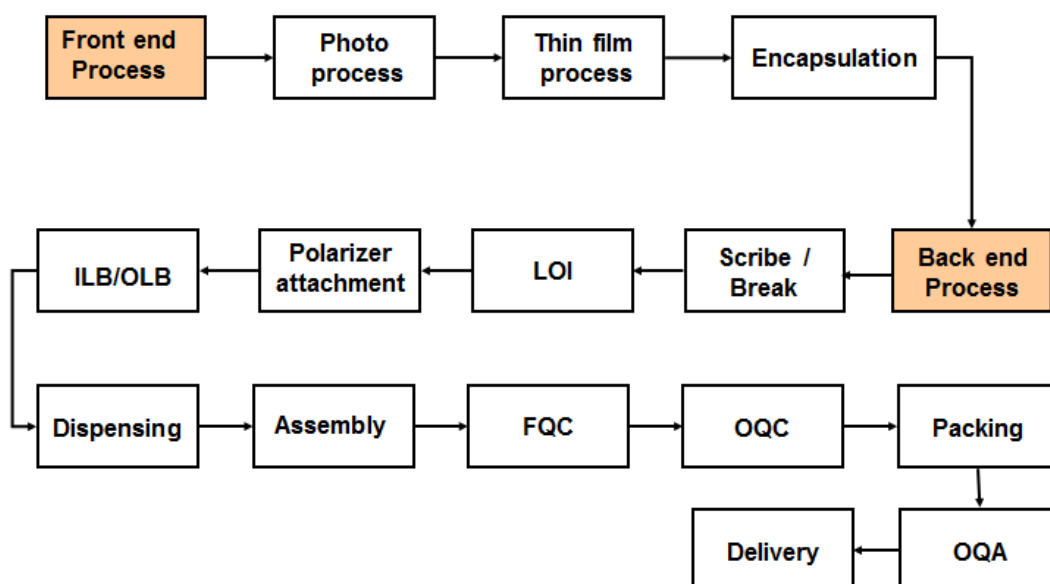 Front end
Process
Photo
process
Thin film
process
Encapsulation
Back end
Process
Scribe /
Break
LOI
Polarizer
attachment
ILB/OLB
Dispensing
Assembly
FQC
OQC
Packing
OQA
Delivery